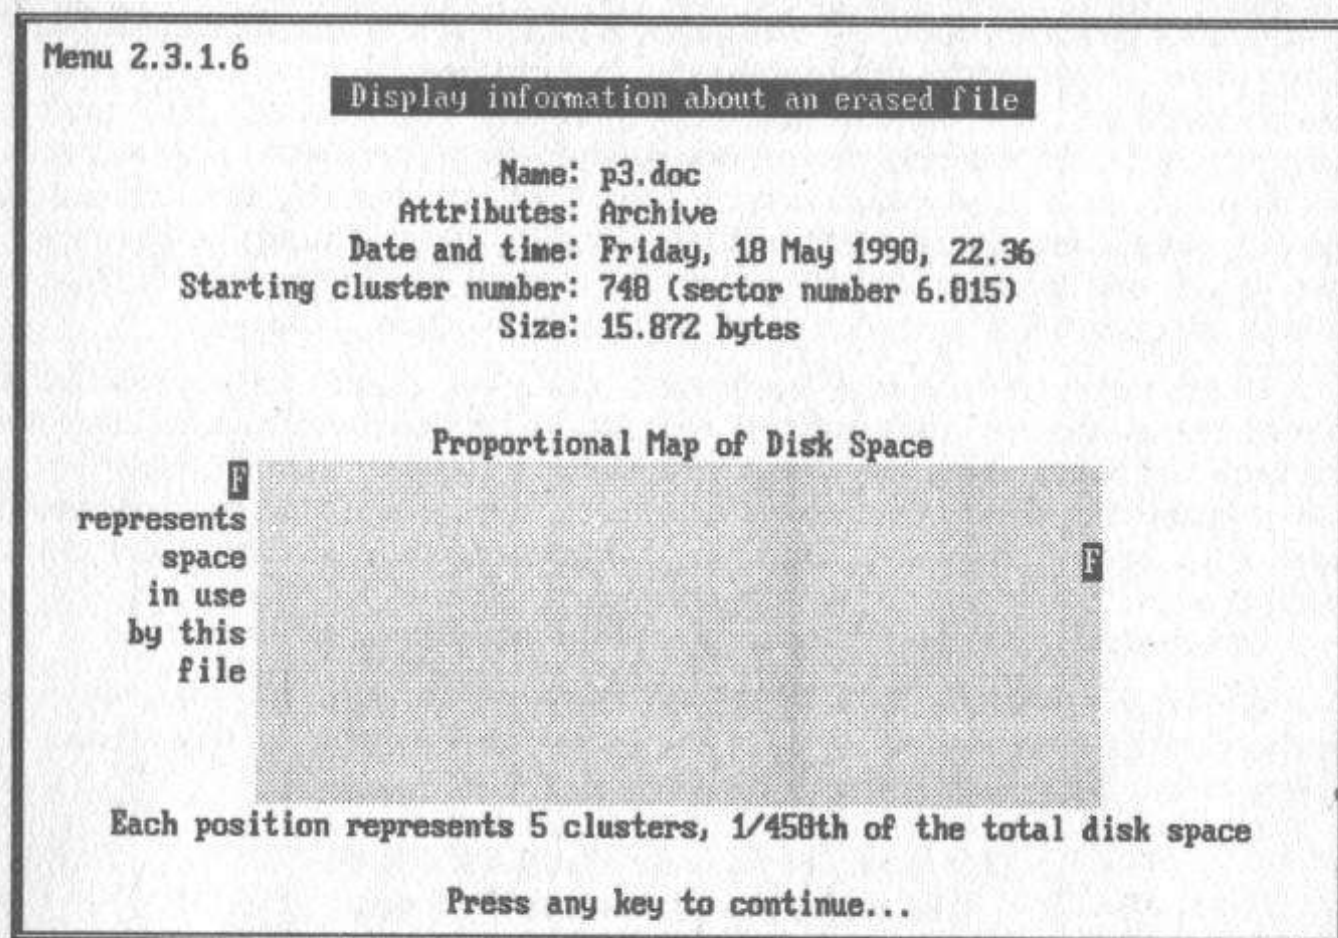 Menu 2.3.1.6
Display information about an erased file
Name: p3.doc
Attributes: Archive
Date and time: Friday, 18 May 1990, 22.36
Starting cluster number: 748 (sector number 6.015)
Size: 15.872 bytes
Proportional Map of Disk Space
F
represents
space
F
in use
by this
file
Each position represents 5 clusters, 1/450th of the total disk space
Press any key to continue...